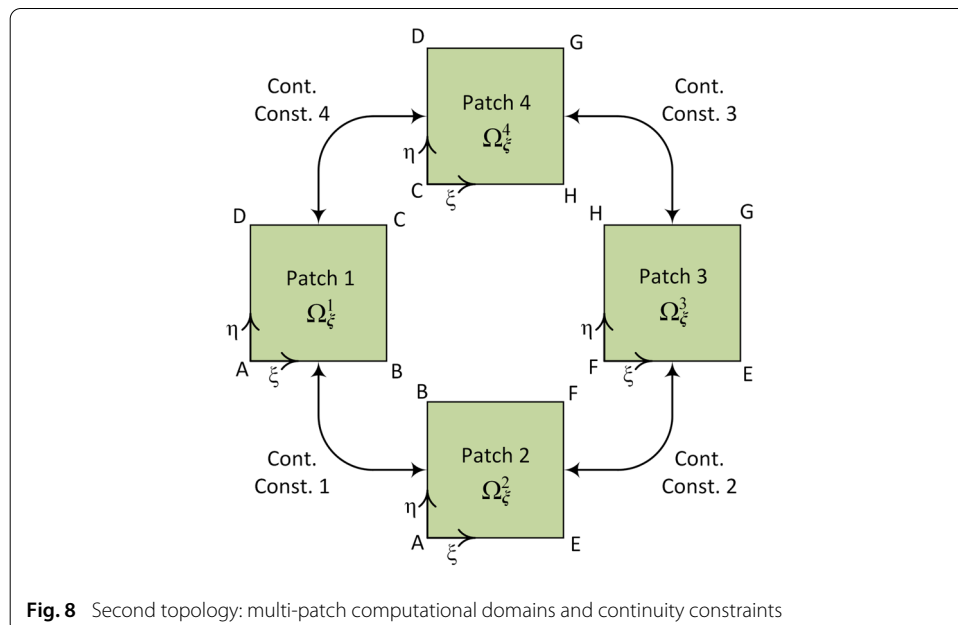 D
G
Cont.
Const. 4
Patch 4
Ω⁴ξ
Cont.
Const. 3
η
C
ξ
H
D
C
H
G
Patch 1
Ω¹ξ
Patch 3
Ω³ξ
η
η
A
ξ
B
F
ξ
E
B
F
Cont.
Const. 1
Patch 2
Ω²ξ
Cont.
Const. 2
η
A
ξ
E
Fig. 8 Second topology: multi-patch computational domains and continuity constraints